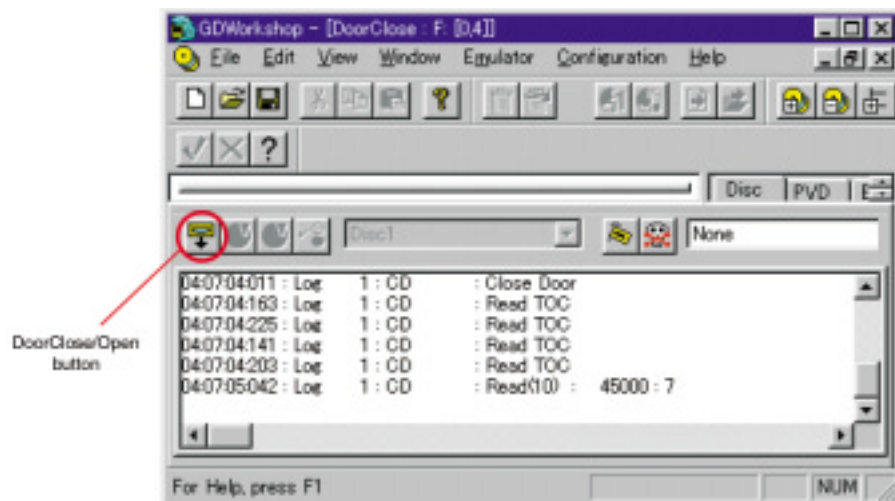 GDWorkshop - [DoorClose : F: [0,4]]
File Edit View Window Emulator Configuration Help
Disc PVD
Disc1 None
04:07:04:011 : Log 1 : CD : Close Door
04:07:04:163 : Log 1 : CD : Read TOC
04:07:04:225 : Log 1 : CD : Read TOC
04:07:04:141 : Log 1 : CD : Read TOC
04:07:04:203 : Log 1 : CD : Read TOC
04:07:05:042 : Log 1 : CD : Read(10) : 45000 : 7
DoorClose/Open
button
For Help, press F1 NUM